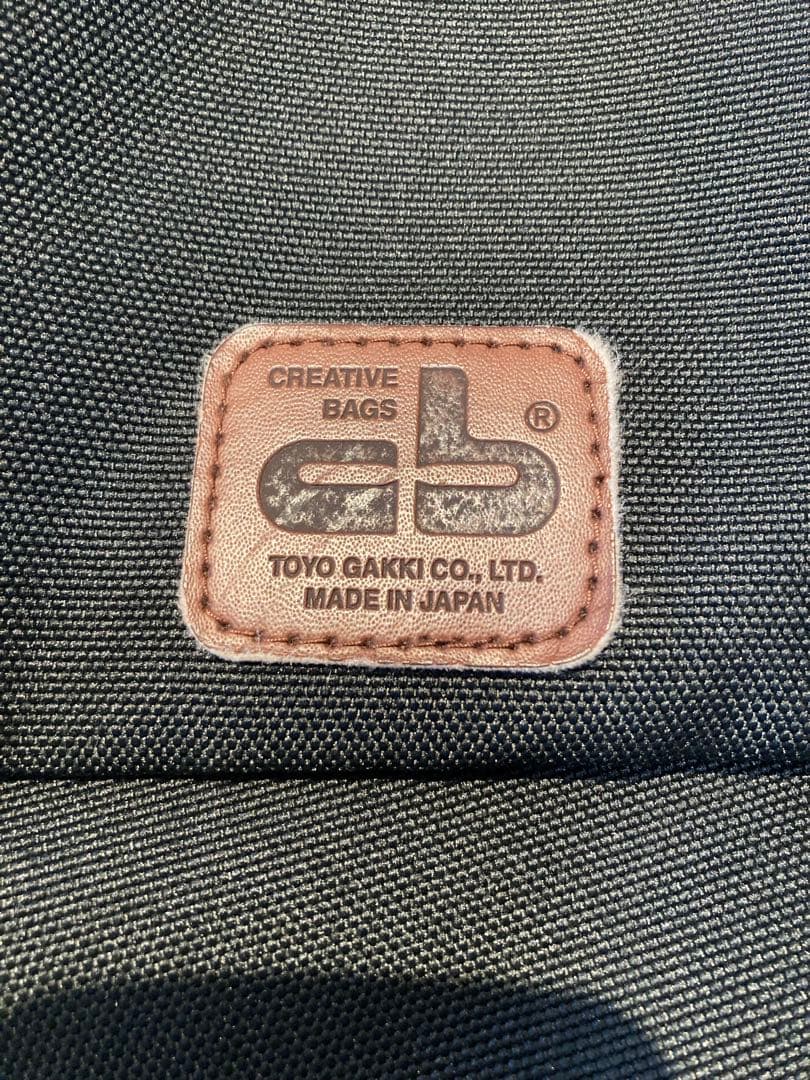 CREATIVE
BAGS
cb®
TOYO GAKKI CO., LTD.
MADE IN JAPAN